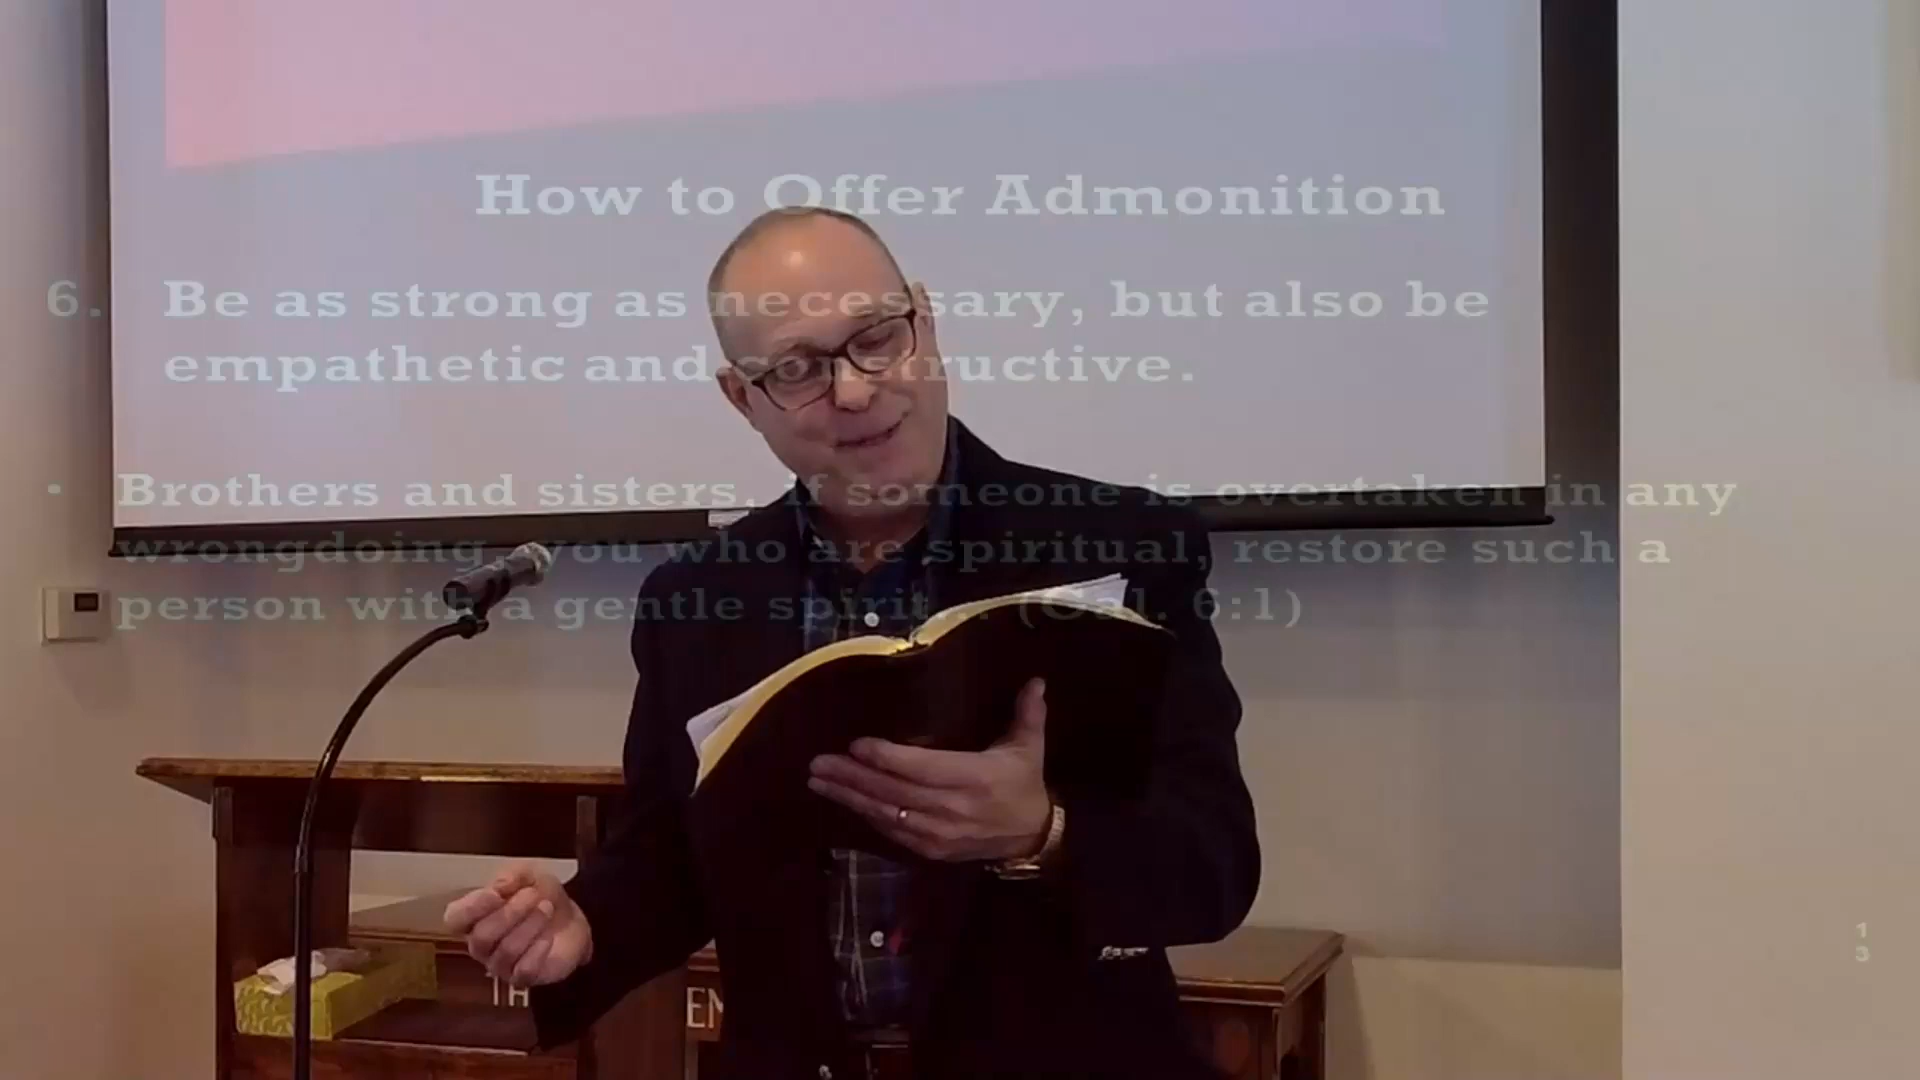 How to Offer Admonition
6. Be as strong as necessary, but also be
empathetic and constructive.
• Brothers and sisters, if someone is overtaken in any
wrongdoing, you who are spiritual, restore such a
person with a gentle spirit... (Gal. 6:1)
TH EM
1
3